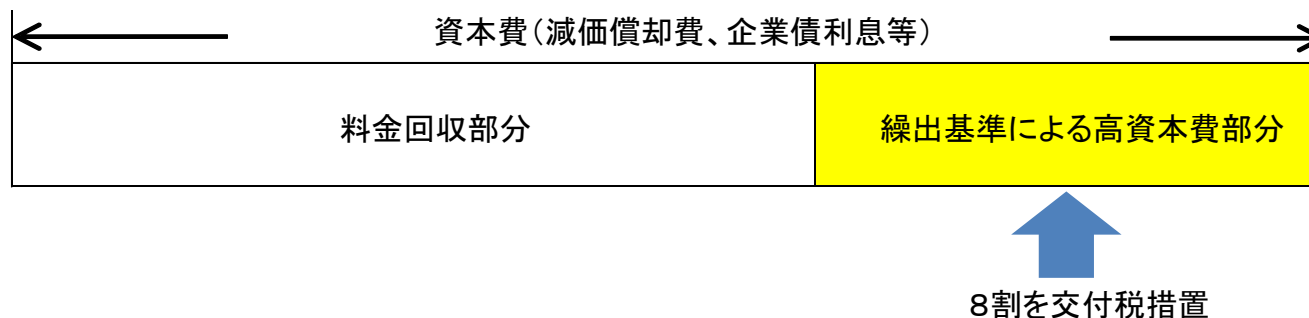 資本費（減価償却費、企業債利息等）
料金回収部分
繰出基準による高資本費部分
８割を交付税措置